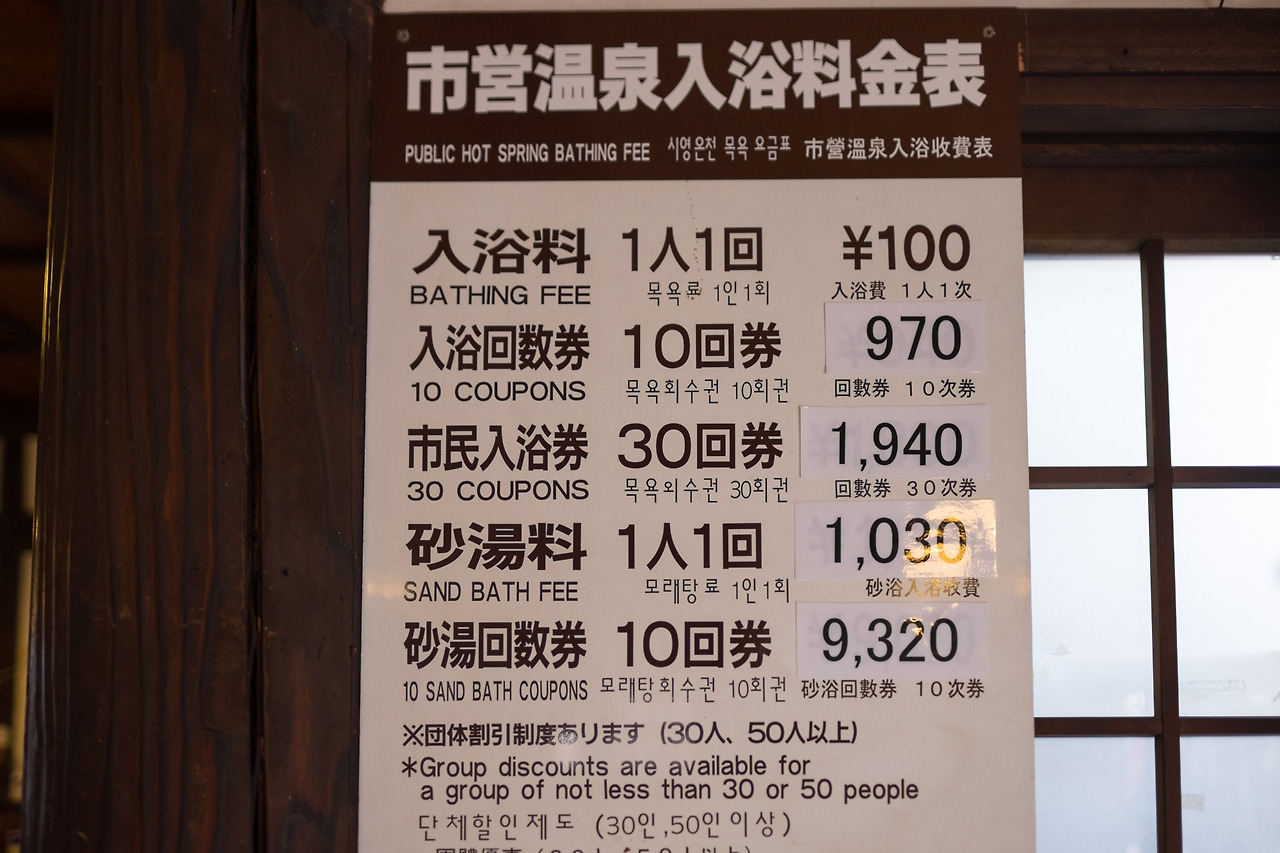 市営温泉入浴料金表
PUBLIC HOT SPRING BATHING FEE 시영온천 목욕 요금표 市營溫泉入浴收費表
入浴料 1人1回 ¥100
BATHING FEE 목욕료 1인1회 入浴費 1人1次
入浴回数券 10回券 970
10 COUPONS 목욕회수권 10회권 回數券 10次券
市民入浴券 30回券 1,940
30 COUPONS 목욕회수권 30회권 回數券 30次券
砂湯料 1人1回 1,030
SAND BATH FEE 모래탕료 1인1회 砂浴入浴收費
砂湯回数券 10回券 9,320
10 SAND BATH COUPONS 모래탕회수권 10회권 砂浴回數券 10次券
※団体割引制度あります (30人、50人以上)
*Group discounts are available for
a group of not less than 30 or 50 people
단체할인제도 (30인,50인이상)